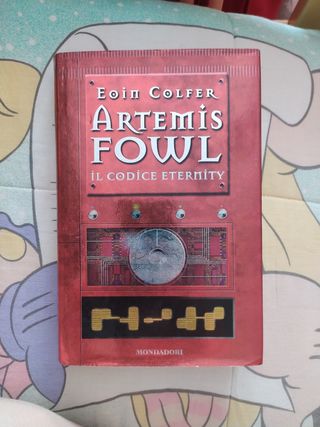 Eoin Colfer
Artemis
Fowl
il codice Eternity
MONDADORI